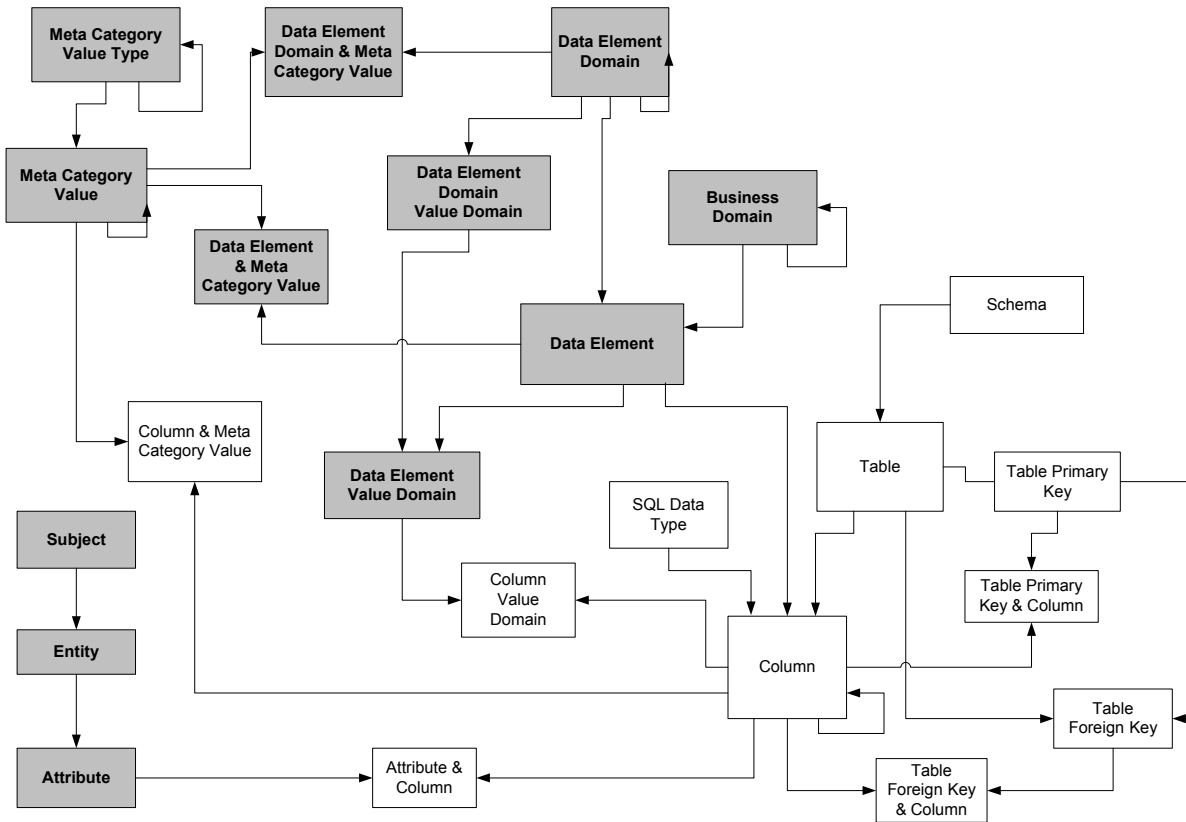 Meta Category
Value Type
Data Element
Domain & Meta
Category Value
Data Element
Domain
Meta Category
Value
Data Element
Domain
Value Domain
Business
Domain
Data Element
& Meta
Category Value
Data Element
Schema
Column & Meta
Category Value
Data Element
Value Domain
SQL Data
Type
Table
Table Primary
Key
Subject
Column
Value
Domain
Table Primary
Key & Column
Entity
Column
Table
Foreign Key
Attribute
Attribute &
Column
Table
Foreign Key
& Column